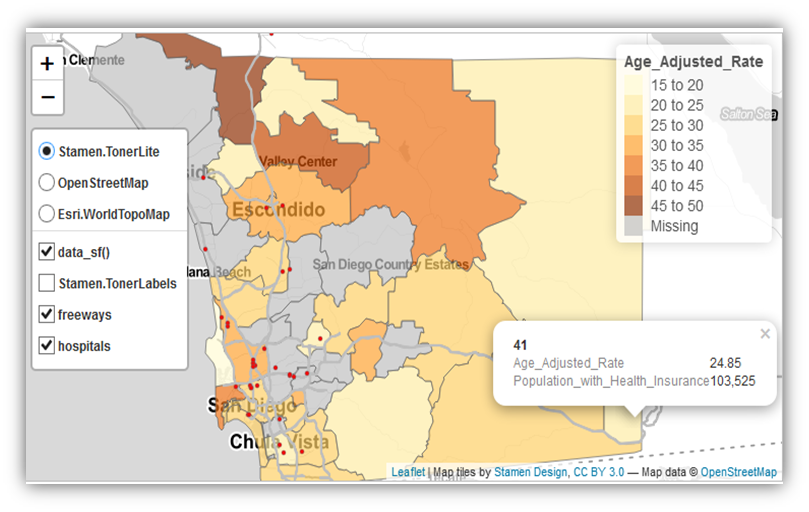 +
−
n Clemente
Stamen.TonerLite
OpenStreetMap
Esri.WorldTopoMap
data_sf()
Stamen.TonerLabels
freeways
hospitals
Age_Adjusted_Rate
15 to 20
20 to 25
25 to 30
30 to 35
35 to 40
40 to 45
45 to 50
Missing
Salton Sea
Valley Center
side
Escondido
San Diego Country Estates
lana Beach
41
×
Age_Adjusted_Rate 24.85
Population_with_Health_Insurance 103,525
San Diego
Chula Vista
Leaflet | Map tiles by Stamen Design, CC BY 3.0 — Map data © OpenStreetMap